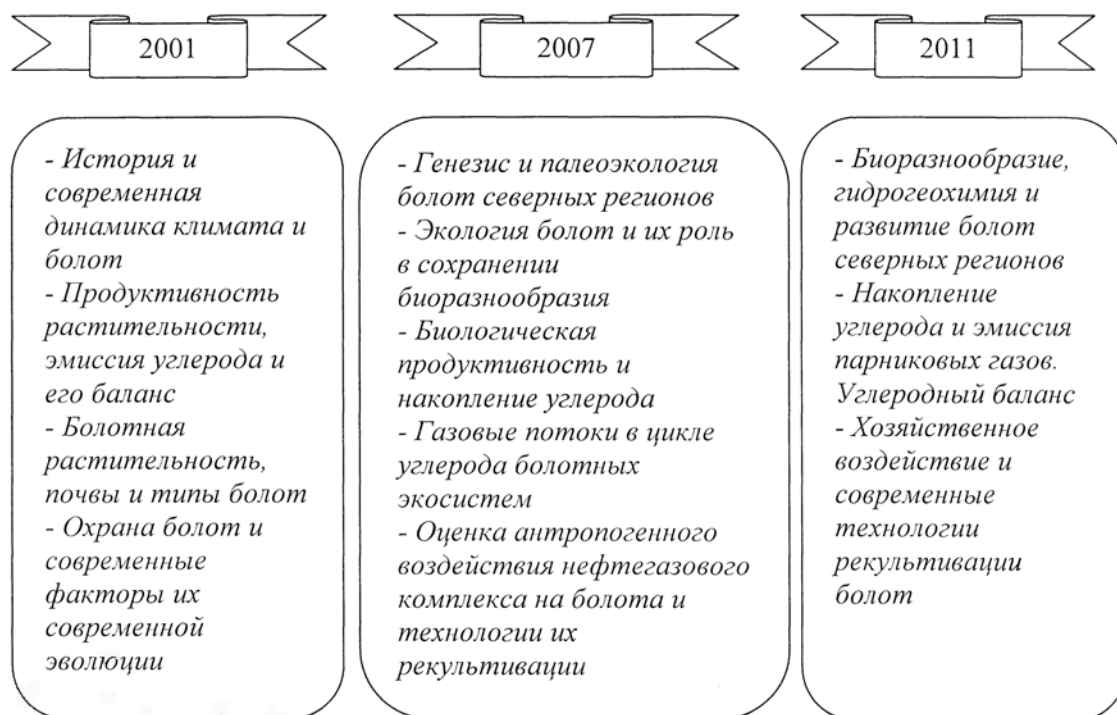 2001
2007
2011
- История и
современная
динамика климата и
болот
- Продуктивность
растительности,
эмиссия углерода и
его баланс
- Болотная
растительность,
почвы и типы болот
- Охрана болот и
современные
факторы их
современной
эволюции
- Генезис и палеоэкология
болот северных регионов
- Экология болот и их роль
в сохранении
биоразнообразия
- Биологическая
продуктивность и
накопление углерода
- Газовые потоки в цикле
углерода болотных
экосистем
- Оценка антропогенного
воздействия нефтегазового
комплекса на болота и
технологии их
рекультивации
- Биоразнообразие,
гидрогеохимия и
развитие болот
северных регионов
- Накопление
углерода и эмиссия
парниковых газов.
Углеродный баланс
- Хозяйственное
воздействие и
современные
технологии
рекультивации
болот